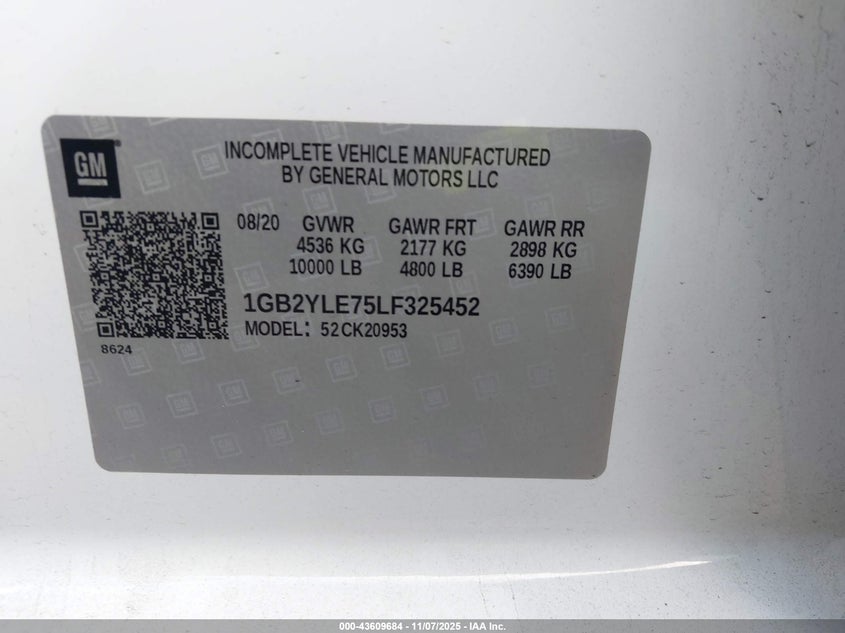 GM
INCOMPLETE VEHICLE MANUFACTURED
BY GENERAL MOTORS LLC
08/20 GVWR GAWR FRT GAWR RR
4536 KG 2177 KG 2898 KG
10000 LB 4800 LB 6390 LB
1GB2YLE75LF325452
MODEL: 52CK20953
8624
000-43609684 - 11/07/2025 - IAA Inc.